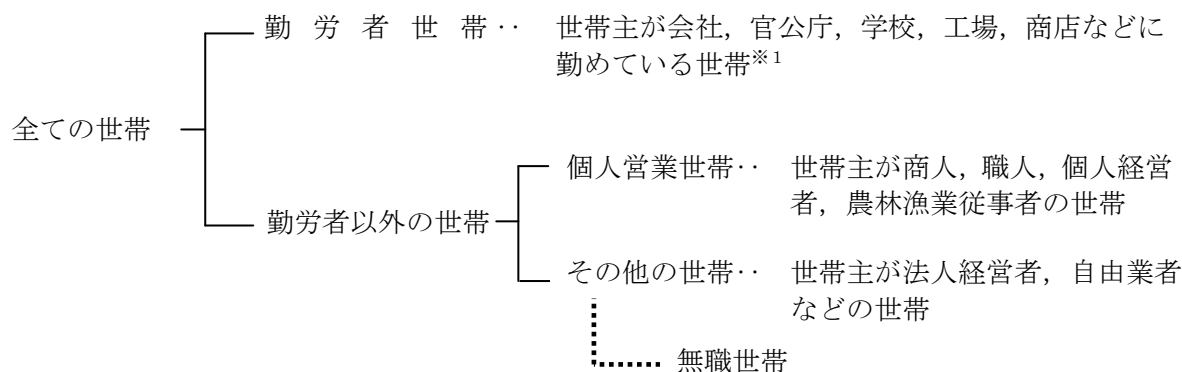 勤労者世帯‥ 世帯主が会社，官公庁，学校，工場，商店などに
勤めている世帯※1
全ての世帯
個人営業世帯‥ 世帯主が商人，職人，個人経営
者，農林漁業従事者の世帯
勤労者以外の世帯
その他の世帯‥ 世帯主が法人経営者，自由業者
などの世帯
無職世帯